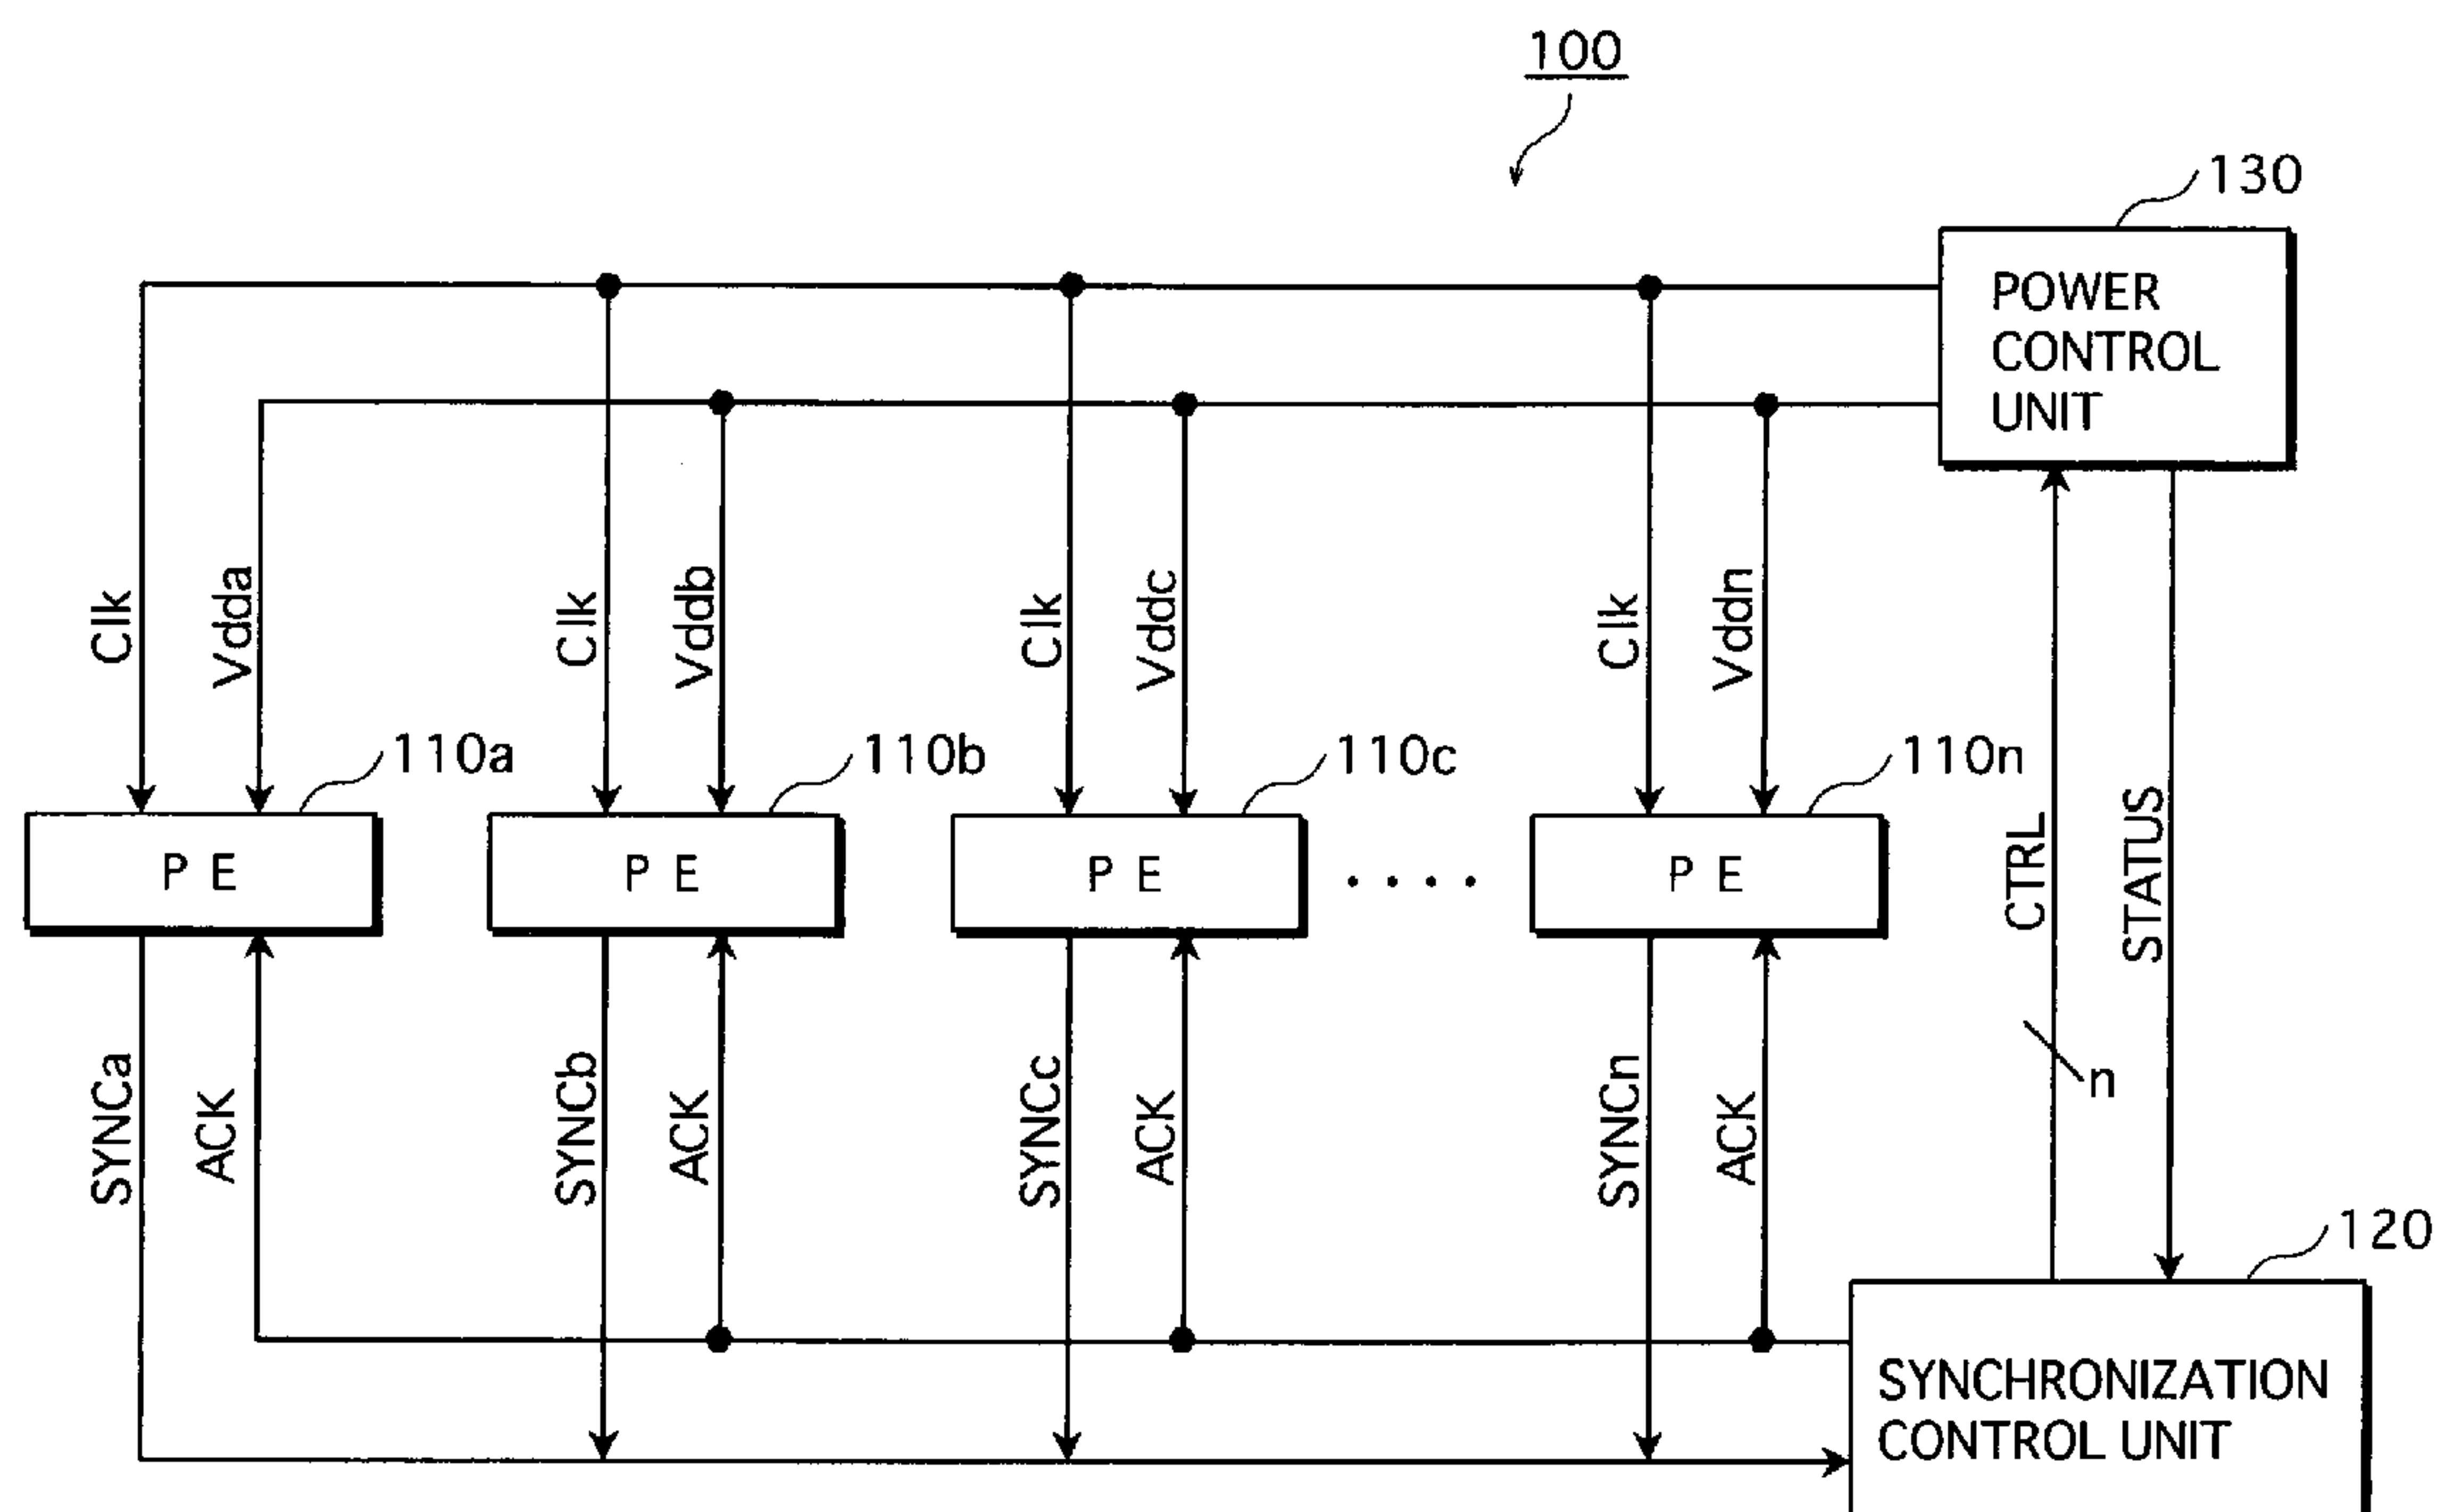 100
130
POWER
CONTROL
UNIT
Clk
Vdda
Clk
Vddb
Clk
Vddc
Clk
Vddn
110a
110b
110c
110n
P E
P E
P E
. . . .
P E
CTRL
STATUS
n
SYNCa
ACK
SYNCb
ACK
SYNCc
ACK
SYNCn
ACK
120
SYNCHRONIZATION
CONTROL UNIT